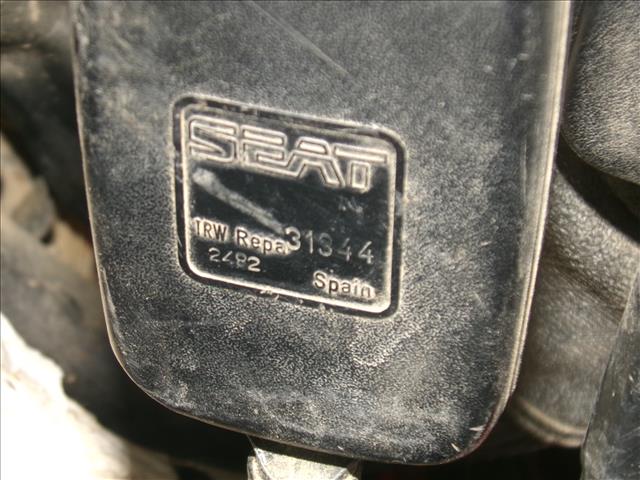 SEAT
TRW Repa 31344
2482
Spain